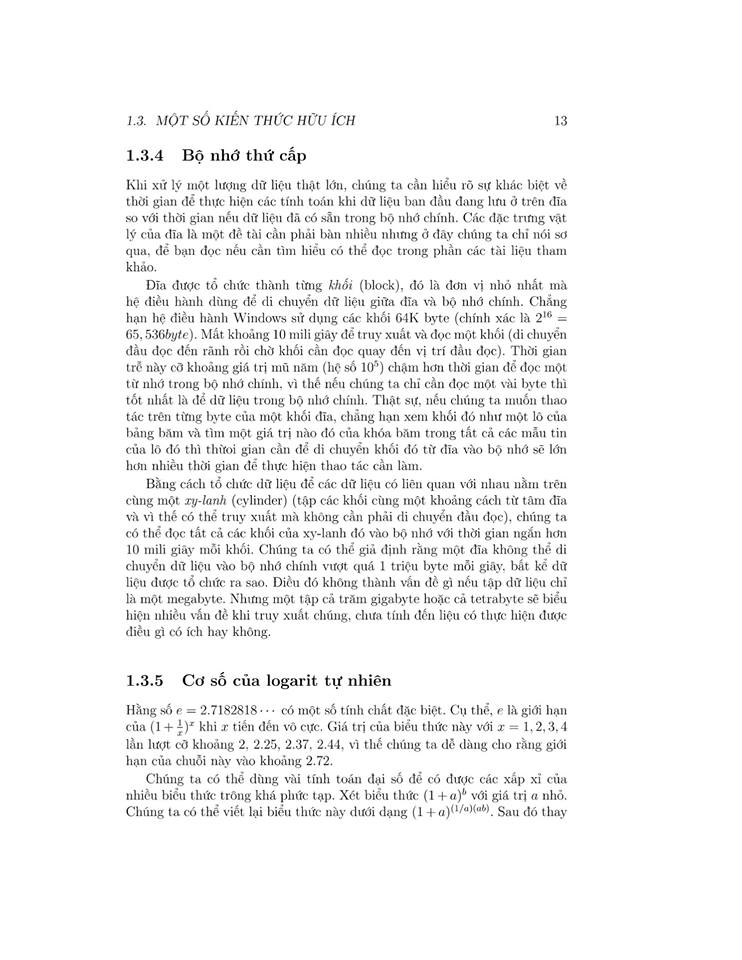 1.3. MỘT SỐ KIẾN THỨC HỮU ÍCH 13
1.3.4 Bộ nhớ thứ cấp
Khi xử lý một lượng dữ liệu thật lớn, chúng ta cần hiểu rõ sự khác biệt về
thời gian để thực hiện các tính toán khi dữ liệu ban đầu đang lưu ở trên đĩa
so với thời gian nếu dữ liệu đã có sẵn trong bộ nhớ chính. Các đặc trưng vật
lý của đĩa là một đề tài cần phải bàn nhiều nhưng ở đây chúng ta chỉ nói sơ
qua, để bạn đọc nếu cần tìm hiểu có thể đọc trong phần các tài liệu tham
khảo.
Đĩa được tổ chức thành từng khối (block), đó là đơn vị nhỏ nhất mà
hệ điều hành dùng để di chuyển dữ liệu giữa đĩa và bộ nhớ chính. Chẳng
hạn hệ điều hành Windows sử dụng các khối 64K byte (chính xác là 2^16 =
65, 536byte). Mất khoảng 10 mili giây để truy xuất và đọc một khối (di chuyển
đầu đọc đến rãnh rồi chờ khối cần đọc quay đến vị trí đầu đọc). Thời gian
trễ này cỡ khoảng giá trị mũ năm (hệ số 10^5) chậm hơn thời gian để đọc một
từ nhớ trong bộ nhớ chính, vì thế nếu chúng ta chỉ cần đọc một vài byte thì
tốt nhất là để dữ liệu trong bộ nhớ chính. Thật sự, nếu chúng ta muốn thao
tác trên từng byte của một khối đĩa, chẳng hạn xem khối đó như một lô của
bảng băm và tìm một giá trị nào đó của khóa băm trong tất cả các mẫu tin
của lô đó thì thừoi gian cần để di chuyển khối đó từ đĩa vào bộ nhớ sẽ lớn
hơn nhiều thời gian để thực hiện thao tác cần làm.
Bằng cách tổ chức dữ liệu để các dữ liệu có liên quan với nhau nằm trên
cùng một xy-lanh (cylinder) (tập các khối cùng một khoảng cách từ tâm đĩa
và vì thế có thể truy xuất mà không cần phải di chuyển đầu đọc), chúng ta
có thể đọc tất cả các khối của xy-lanh đó vào bộ nhớ với thời gian ngắn hơn
10 mili giây mỗi khối. Chúng ta có thể giả định rằng một đĩa không thể di
chuyển dữ liệu vào bộ nhớ chính vượt quá 1 triệu byte mỗi giây, bất kể dữ
liệu được tổ chức ra sao. Điều đó không thành vấn đề gì nếu tập dữ liệu chỉ
là một megabyte. Nhưng một tập cả trăm gigabyte hoặc cả tetrabyte sẽ biểu
hiện nhiều vấn đề khi truy xuất chúng, chưa tính đến liệu có thực hiện được
điều gì có ích hay không.
1.3.5 Cơ số của logarit tự nhiên
Hằng số e = 2.7182818 · · · có một số tính chất đặc biệt. Cụ thể, e là giới hạn
của (1 + 1/x)^x khi x tiến đến vô cực. Giá trị của biểu thức này với x = 1, 2, 3, 4
lần lượt cỡ khoảng 2, 2.25, 2.37, 2.44, vì thế chúng ta dễ dàng cho rằng giới
hạn của chuỗi này vào khoảng 2.72.
Chúng ta có thể dùng vài tính toán đại số để có được các xấp xỉ của
nhiều biểu thức trông khá phức tạp. Xét biểu thức (1 + a)^b với giá trị a nhỏ.
Chúng ta có thể viết lại biểu thức này dưới dạng (1 + a)^(1/a)(ab). Sau đó thay